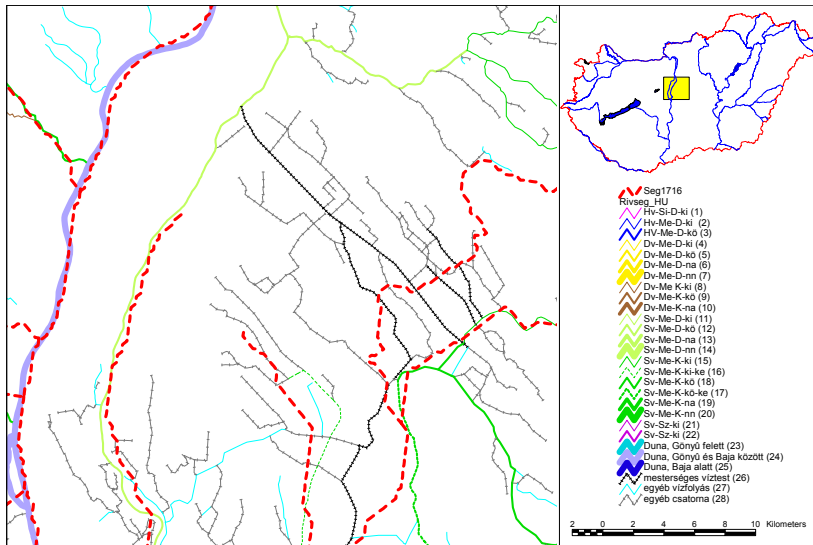 Seg1716
Rivseg_HU
Hv-Si-D-ki (1)
Hv-Me-D-ki (2)
HV-Me-D-kö (3)
Dv-Me-D-ki (4)
Dv-Me-D-kö (5)
Dv-Me-D-na (6)
Dv-Me-D-nn (7)
Dv-Me K-ki (8)
Dv-Me-K-kö (9)
Dv-Me-K-na (10)
Sv-Me-D-ki (11)
Sv-Me-D-kö (12)
Sv-Me-D-na (13)
Sv-Me-D-nn (14)
Sv-Me-K-ki (15)
Sv-Me-K-ki-ke (16)
Sv-Me-K-kö (18)
Sv-Me-K-kö-ke (17)
Sv-Me-K-na (19)
Sv-Me-K-nn (20)
Sv-Sz-ki (21)
Sv-Sz-ki (22)
Duna, Gönyû felett (23)
Duna, Gönyû és Baja között (24)
Duna, Baja alatt (25)
mesterséges víztest (26)
egyéb vízfolyás (27)
egyéb csatorna (28)
2 0 2 4 6 8 10 Kilometers